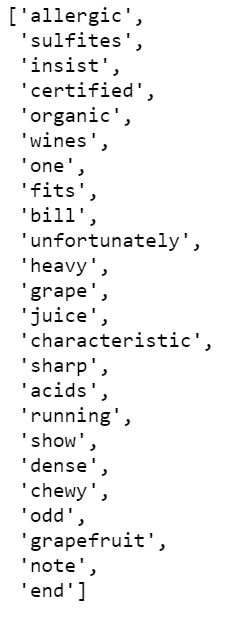 ['allergic',
'sulfites',
'insist',
'certified',
'organic',
'wines',
'one',
'fits',
'bill',
'unfortunately',
'heavy',
'grape',
'juice',
'characteristic',
'sharp',
'acids',
'running',
'show',
'dense',
'chewy',
'odd',
'grapefruit',
'note',
'end']